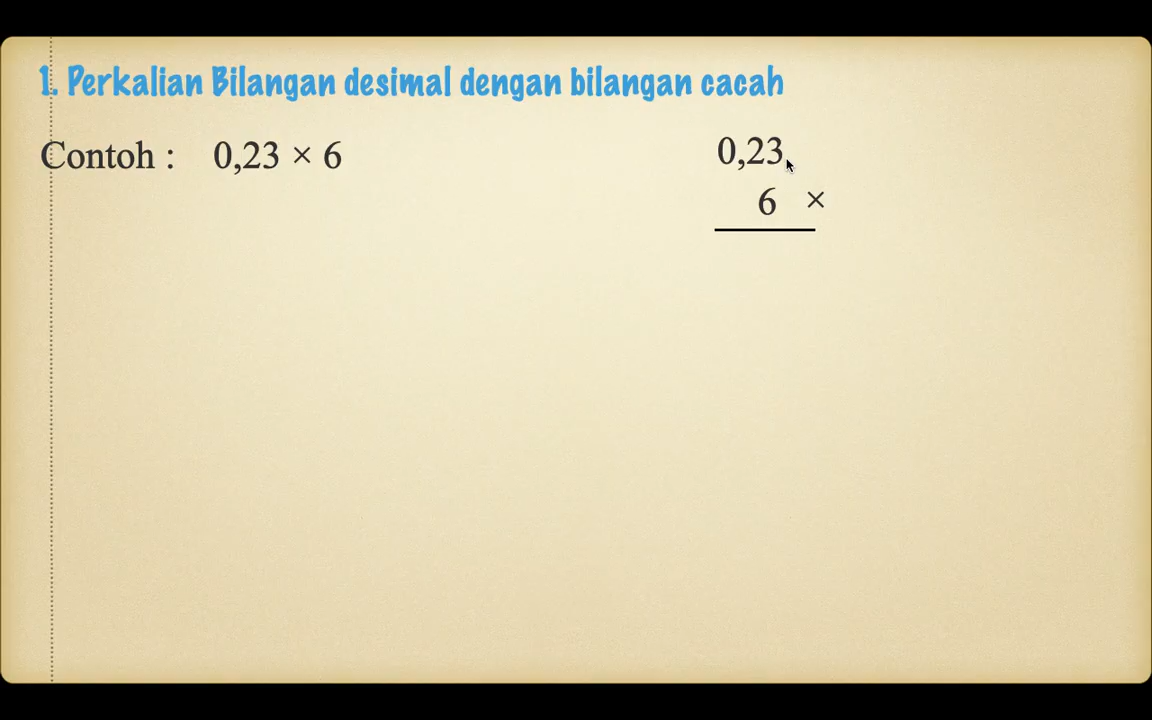 1. Perkalian Bilangan desimal dengan bilangan cacah
Contoh : 0,23 × 6
0,23
6 ×